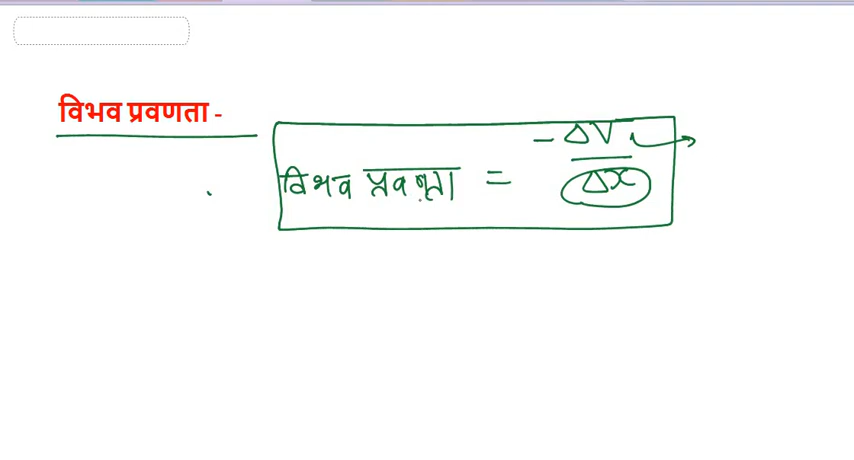 विभव प्रवणता -
विभव प्रवणता = - ΔV / Δx